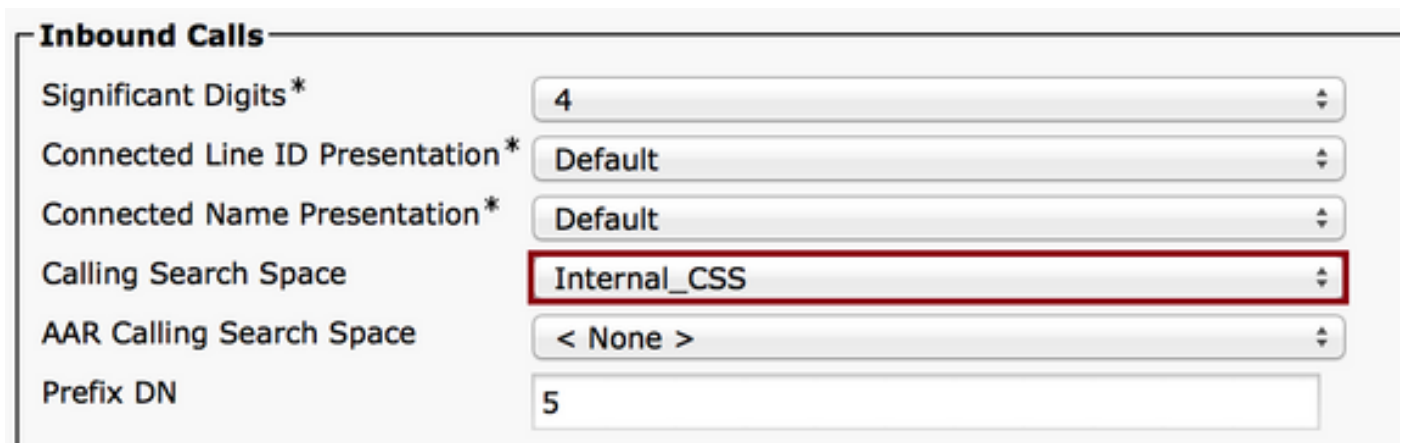 Inbound Calls
Significant Digits* 4
Connected Line ID Presentation* Default
Connected Name Presentation* Default
Calling Search Space Internal_CSS
AAR Calling Search Space < None >
Prefix DN 5